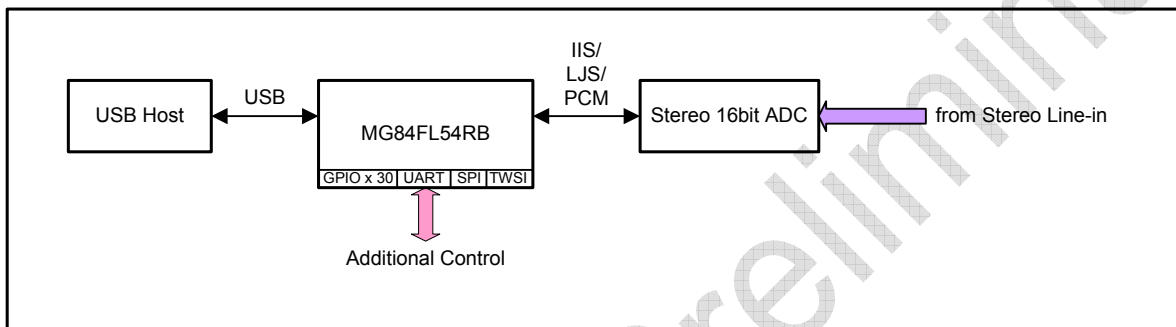 IIS/
LJS/
PCM
USB Host
USB
MG84FL54RB
Stereo 16bit ADC
from Stereo Line-in
GPIO x 30 UART SPI TWSI
Additional Control